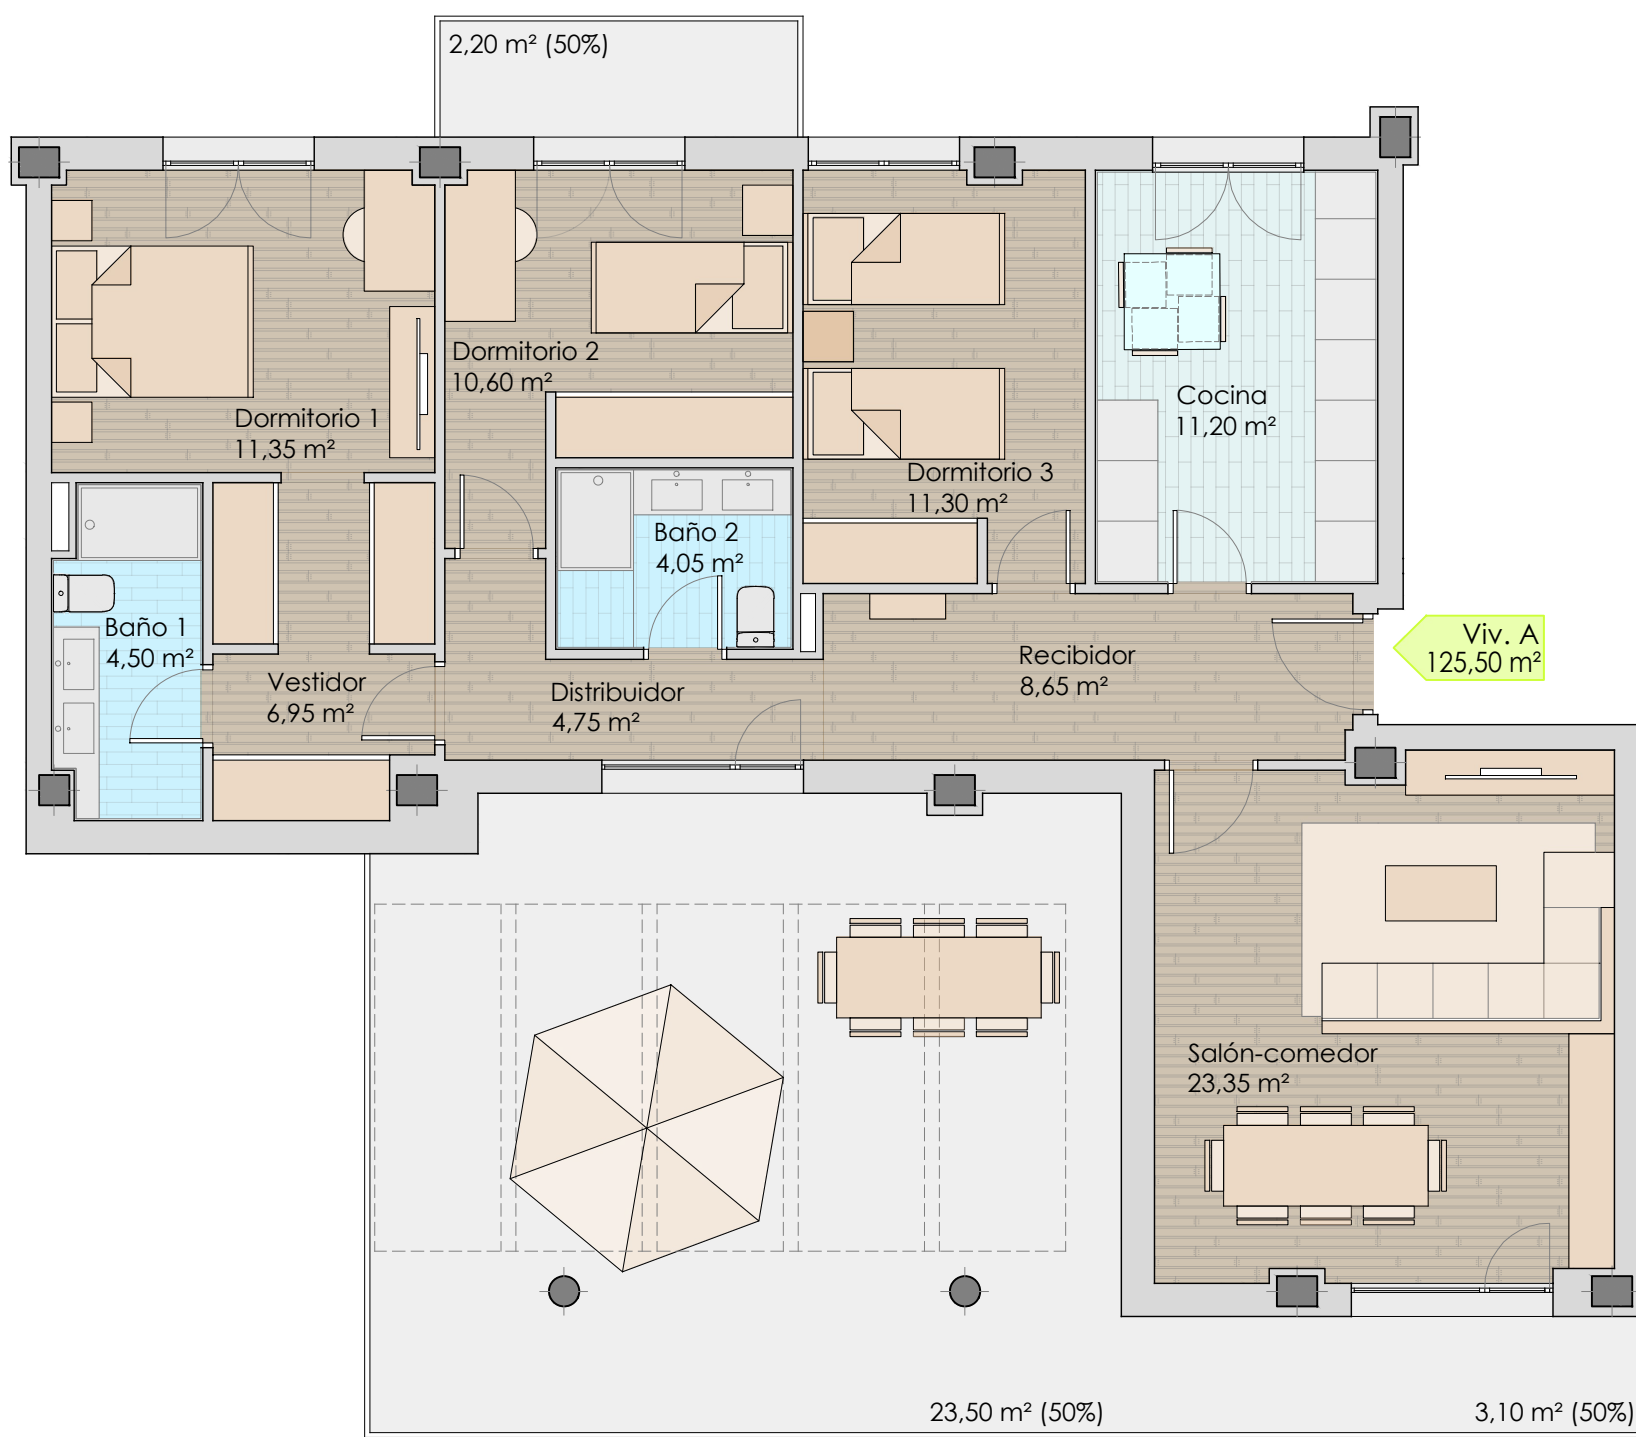 2,20 m² (50%)
Dormitorio 2
10,60 m²
Dormitorio 1
11,35 m²
Cocina
11,20 m²
Dormitorio 3
11,30 m²
Baño 2
4,05 m²
Baño 1
4,50 m²
Vestidor
6,95 m²
Distribuidor
4,75 m²
Recibidor
8,65 m²
Viv. A
125,50 m²
Salón-comedor
23,35 m²
23,50 m² (50%)
3,10 m² (50%)